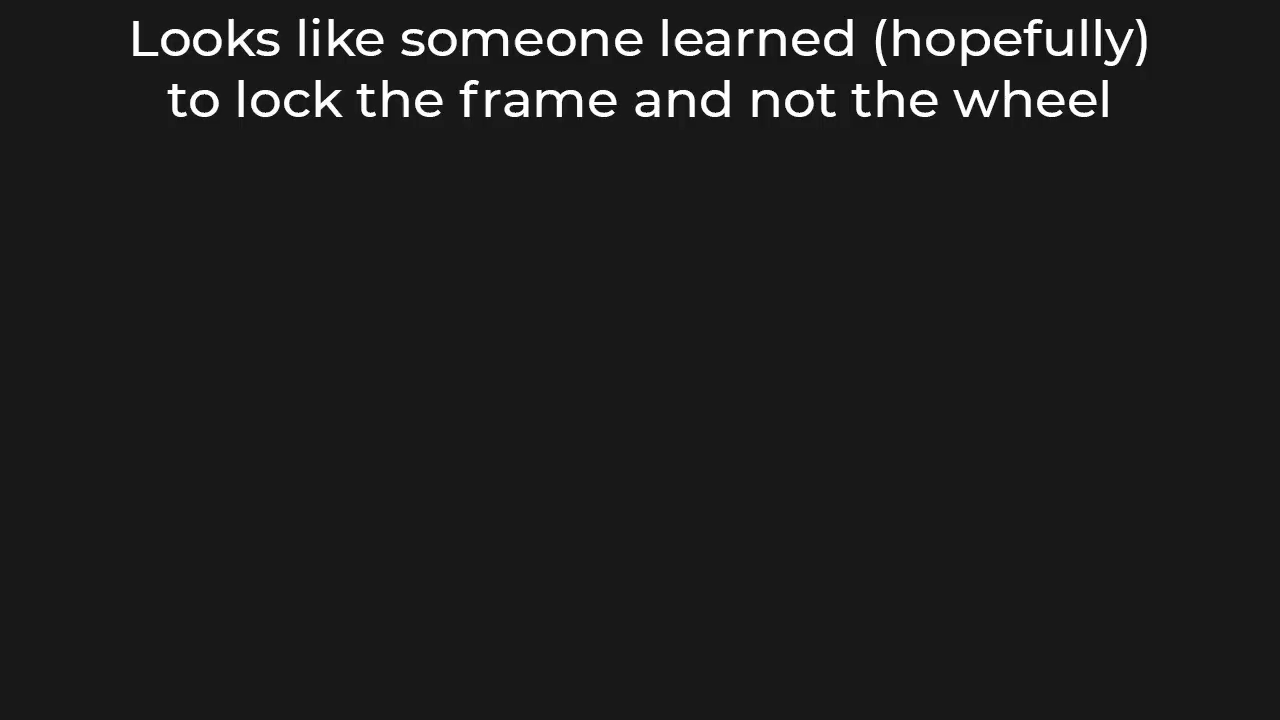 Looks like someone learned (hopefully)
to lock the frame and not the wheel